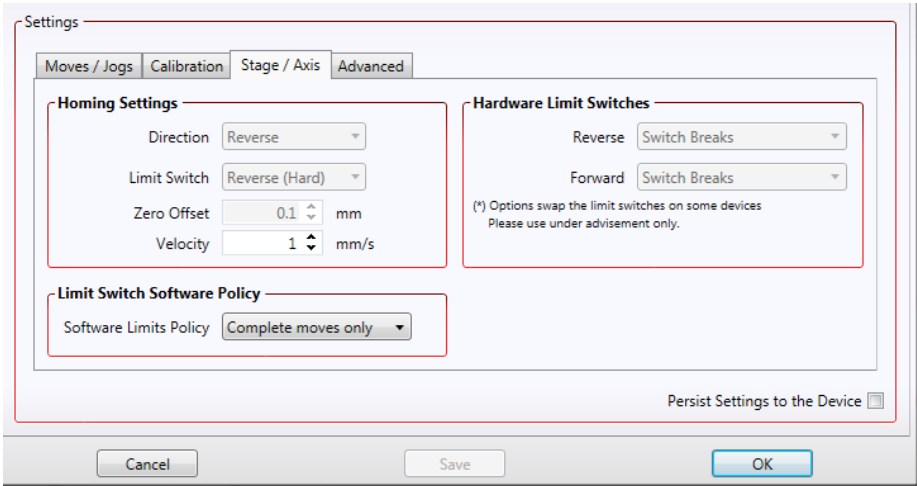 Settings
Moves / Jogs Calibration Stage / Axis Advanced
Homing Settings
Direction Reverse
Limit Switch Reverse (Hard)
Zero Offset 0.1 mm
Velocity 1 mm/s
Hardware Limit Switches
Reverse Switch Breaks
Forward Switch Breaks
(*) Options swap the limit switches on some devices
Please use under advisement only.
Limit Switch Software Policy
Software Limits Policy Complete moves only
Persist Settings to the Device
Cancel Save OK